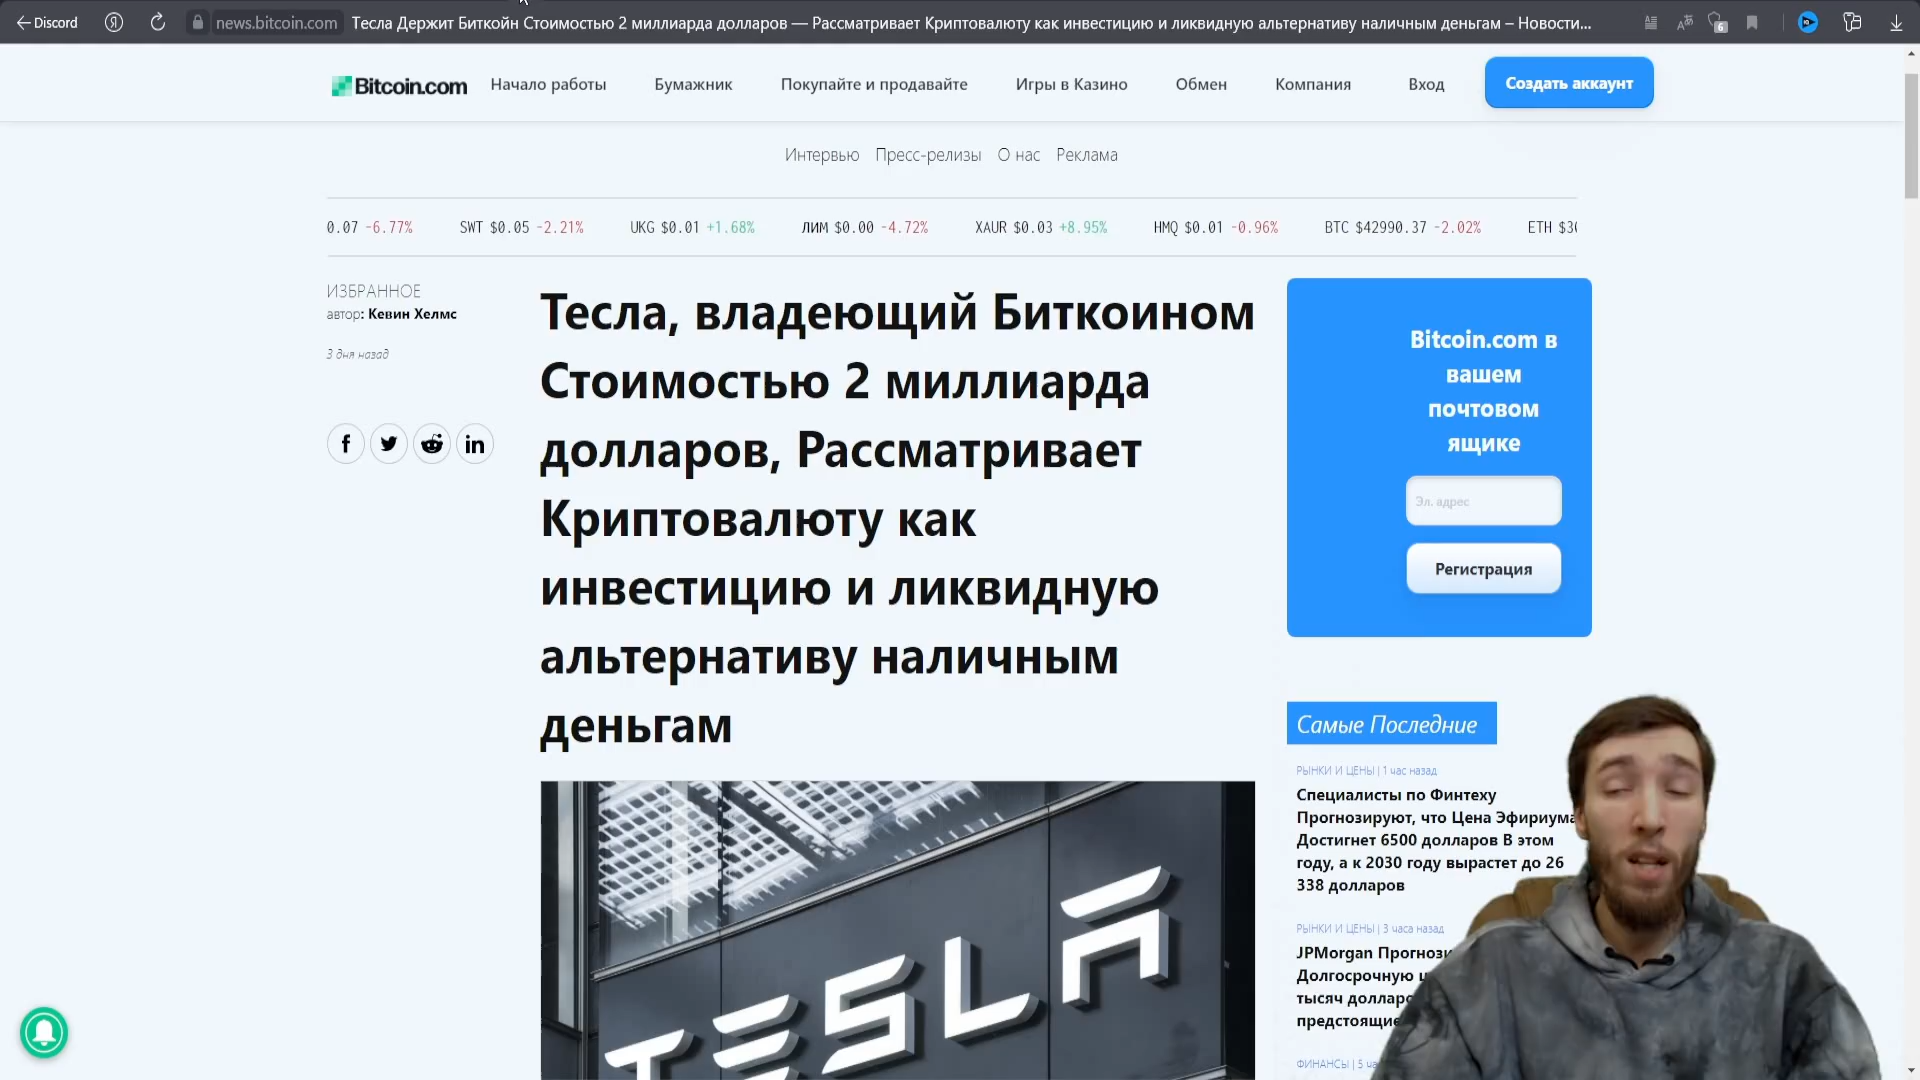 Discord
news.bitcoin.com Тесла Держит Биткойн Стоимостью 2 миллиарда долларов — Рассматривает Криптовалюту как инвестицию и ликвидную альтернативу наличным деньгам – Новости...
6
Bitcoin.com Начало работы Бумажник Покупайте и продавайте Игры в Казино Обмен Компания Вход Создать аккаунт
Интервью Пресс-релизы О нас Реклама
0.07 -6.77% SWT $0.05 -2.21% UKG $0.01 +1.68% ЛИМ $0.00 -4.72% XAUR $0.03 +8.95% HMQ $0.01 -0.96% BTC $42990.37 -2.02% ETH
ИЗБРАННОЕ
автор: Кевин Хелмс
3 дня назад
Тесла, владеющий Биткоином
Стоимостью 2 миллиарда
долларов, Рассматривает
Криптовалюту как
инвестицию и ликвидную
альтернативу наличным
деньгам
TESLA
Bitcoin.com в
вашем
почтовом
ящике
Эл. адрес
Регистрация
Самые Последние
РЫНКИ И ЦЕНЫ | 1 час назад
Специалисты по Финтеху
Прогнозируют, что Цена Эфириума
Достигнет 6500 долларов В этом
году, а к 2030 году вырастет до 26
338 долларов
РЫНКИ И ЦЕНЫ | 3 часа назад
JPMorgan
Долгосрочную
тысяч
предстоящие
ФИНАНСЫ | 5